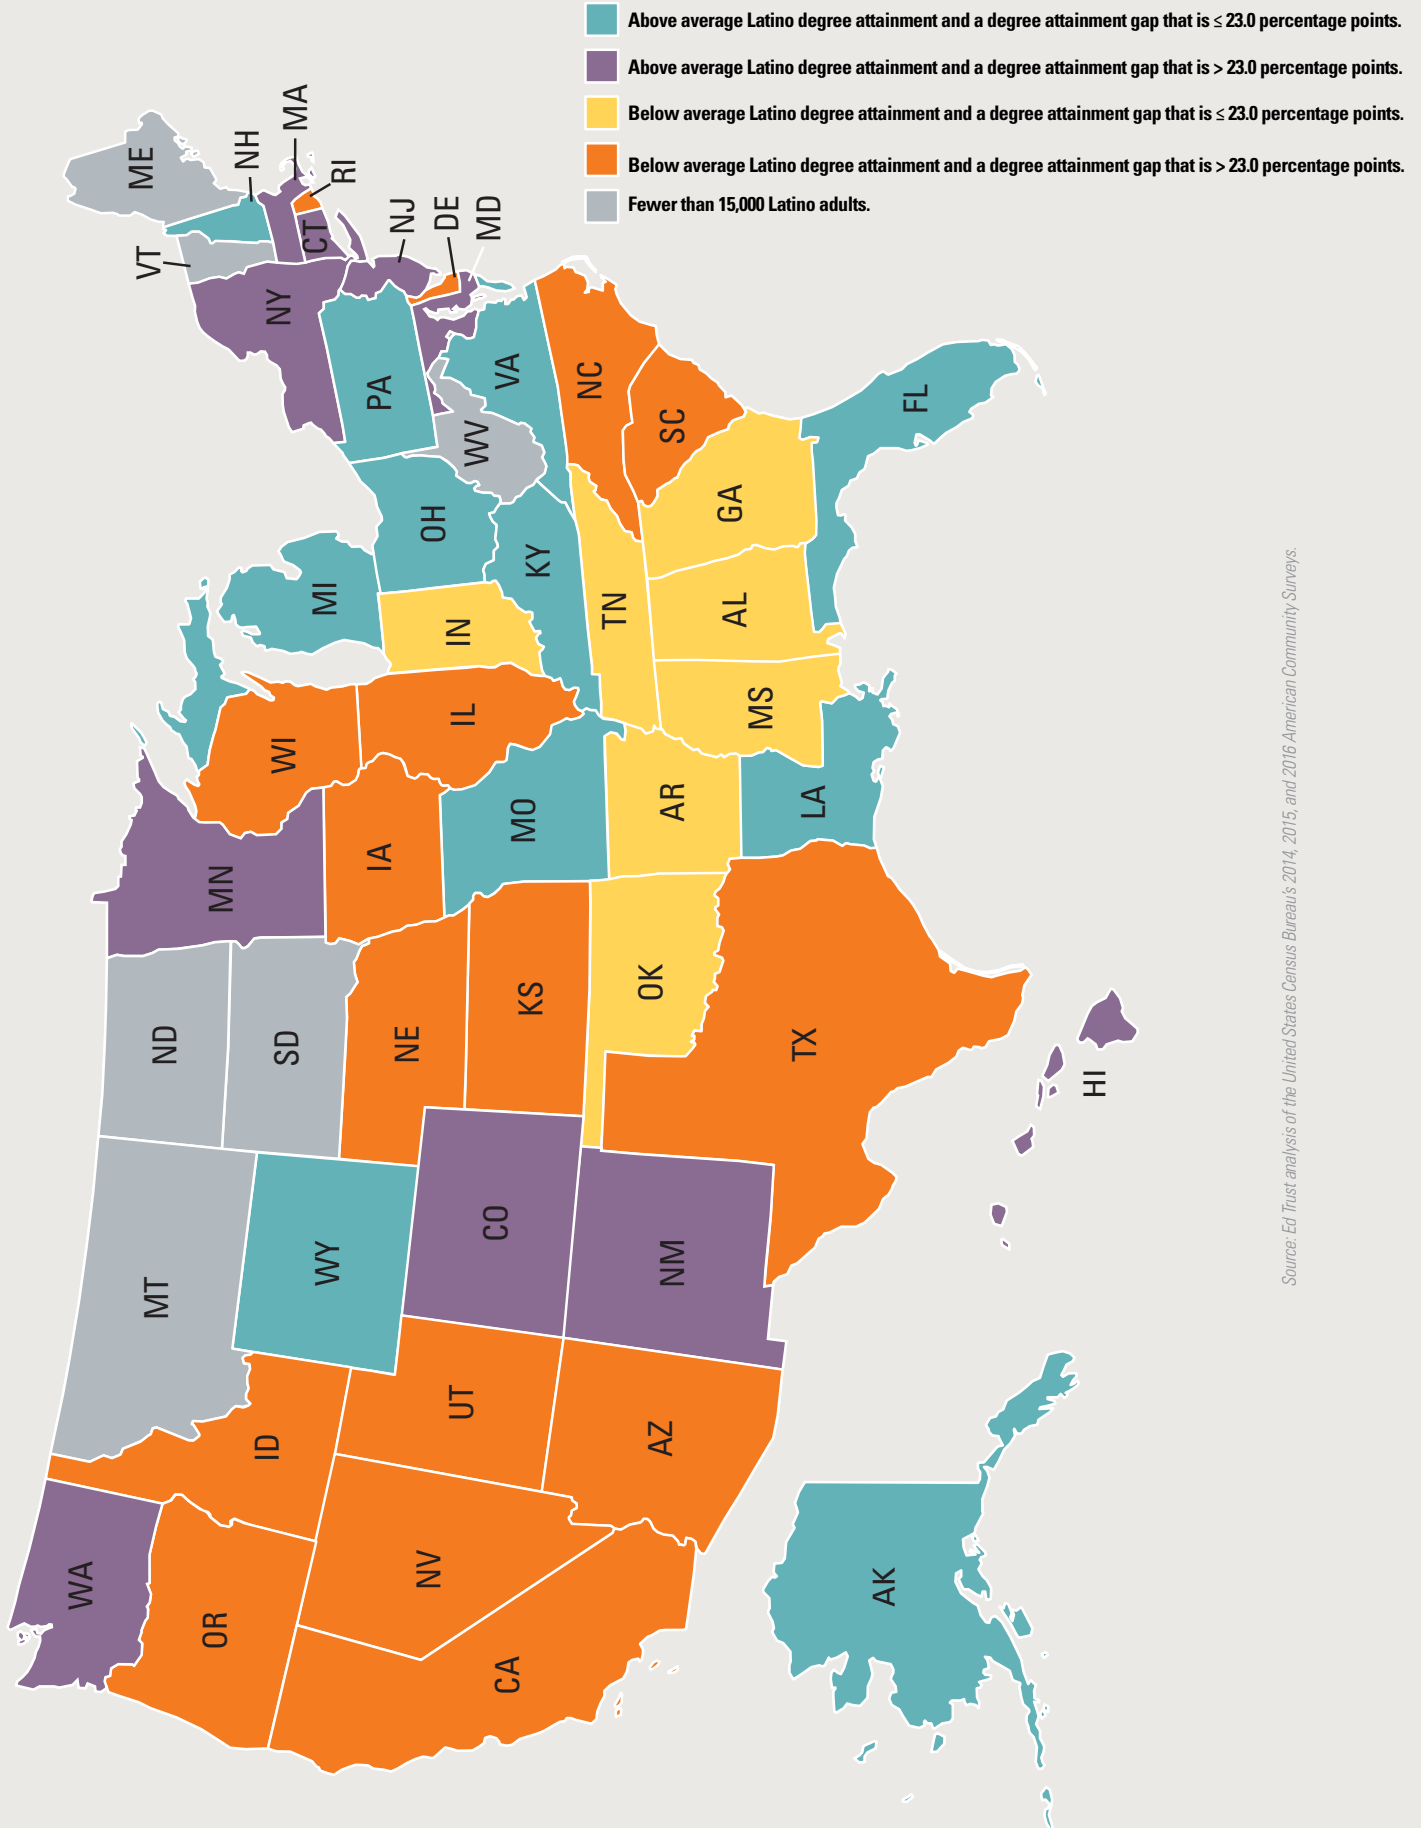 Above average Latino degree attainment and a degree attainment gap that is ≤ 23.0 percentage points.
Above average Latino degree attainment and a degree attainment gap that is > 23.0 percentage points.
Below average Latino degree attainment and a degree attainment gap that is ≤ 23.0 percentage points.
Below average Latino degree attainment and a degree attainment gap that is > 23.0 percentage points.
Fewer than 15,000 Latino adults.
WA
OR
CA
NV
ID
MT
WY
UT
AZ
CO
NM
ND
SD
NE
KS
OK
TX
MN
IA
MO
AR
LA
WI
IL
MS
MI
IN
KY
TN
AL
OH
GA
FL
WV
VA
NC
SC
PA
NY
VT
ME
NH
MA
RI
CT
NJ
DE
MD
AK
HI
Source: Ed Trust analysis of the United States Census Bureau's 2014, 2015, and 2016 American Community Surveys.